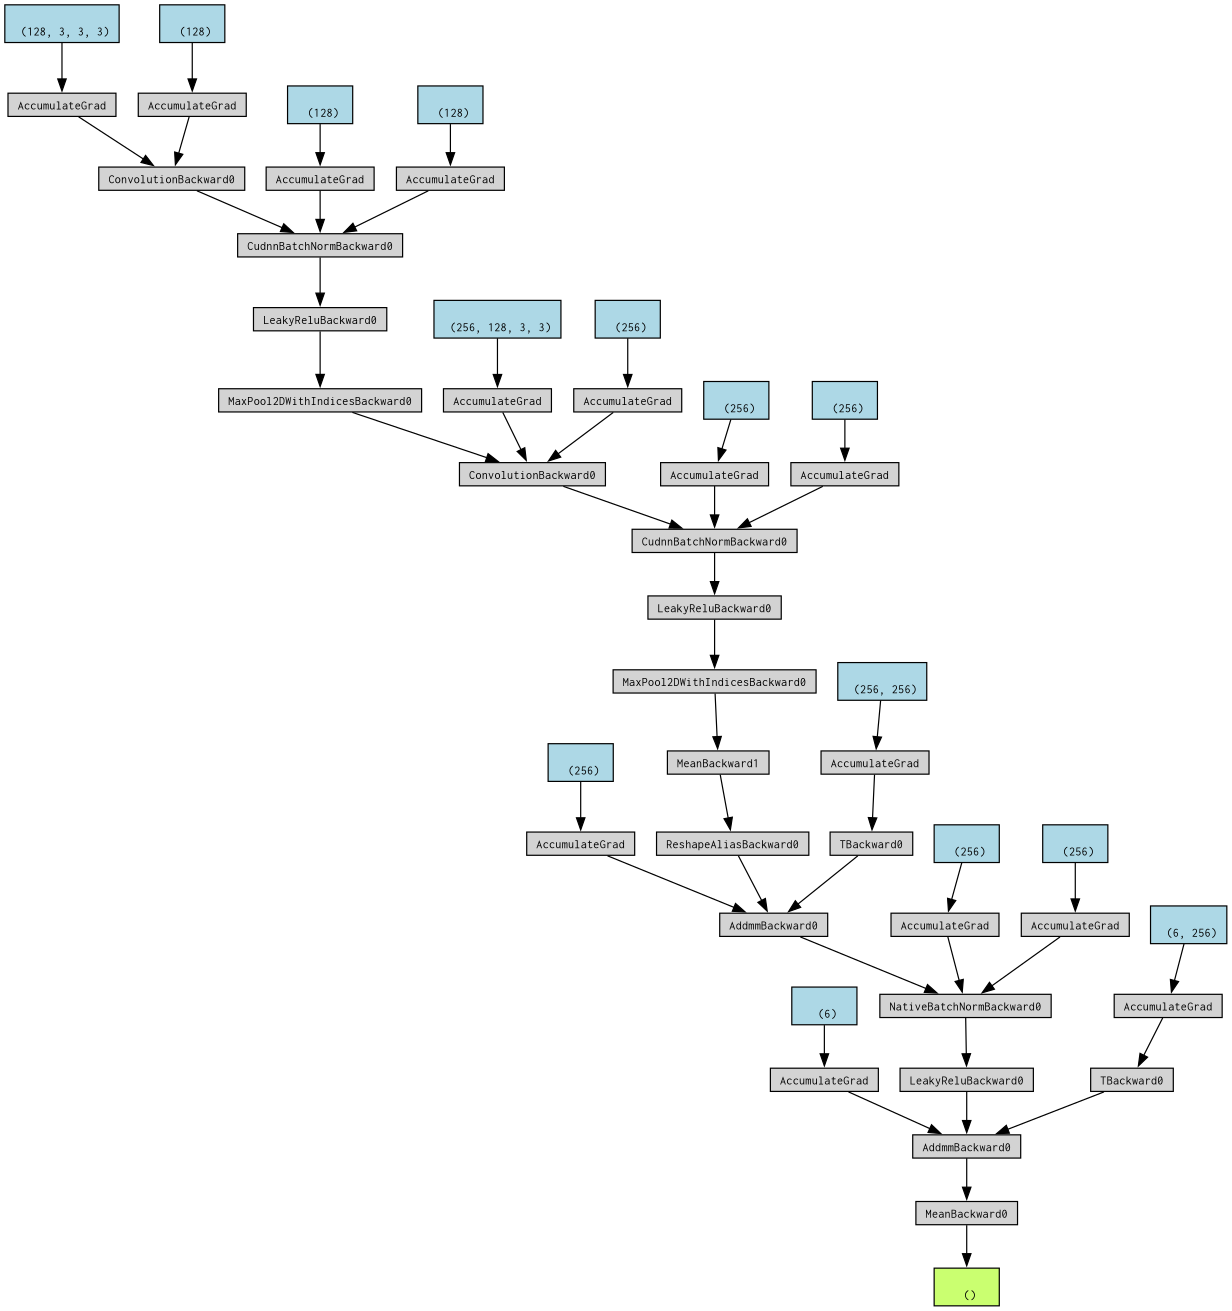 (128, 3, 3, 3)
(128)
AccumulateGrad
AccumulateGrad
(128)
(128)
ConvolutionBackward0
AccumulateGrad
AccumulateGrad
CudnnBatchNormBackward0
LeakyReluBackward0
(256, 128, 3, 3)
(256)
MaxPool2DWithIndicesBackward0
AccumulateGrad
AccumulateGrad
(256)
(256)
ConvolutionBackward0
AccumulateGrad
AccumulateGrad
CudnnBatchNormBackward0
LeakyReluBackward0
MaxPool2DWithIndicesBackward0
(256, 256)
(256)
MeanBackward1
AccumulateGrad
AccumulateGrad
ReshapeAliasBackward0
TBackward0
(256)
(256)
AddmmBackward0
AccumulateGrad
AccumulateGrad
(6, 256)
(6)
NativeBatchNormBackward0
AccumulateGrad
AccumulateGrad
LeakyReluBackward0
TBackward0
AddmmBackward0
MeanBackward0
()